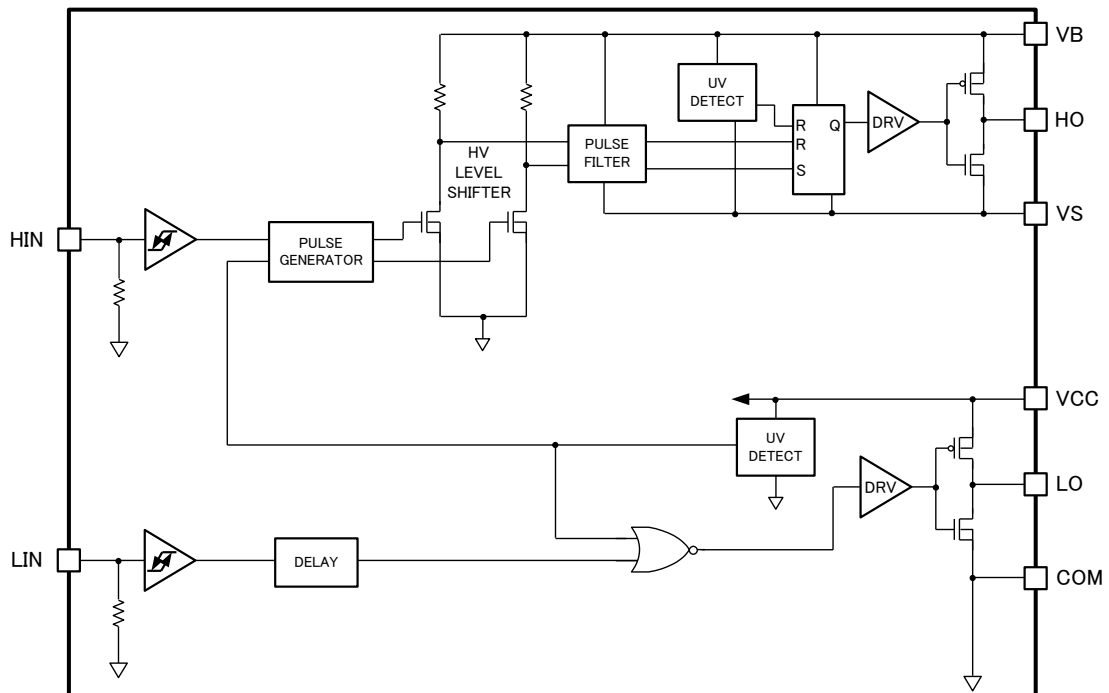 VB
UV
DETECT
R
R
S
Q
DRV
HO
PULSE
FILTER
HV
LEVEL
SHIFTER
VS
HIN
PULSE
GENERATOR
VCC
UV
DETECT
DRV
LO
LIN
DELAY
COM